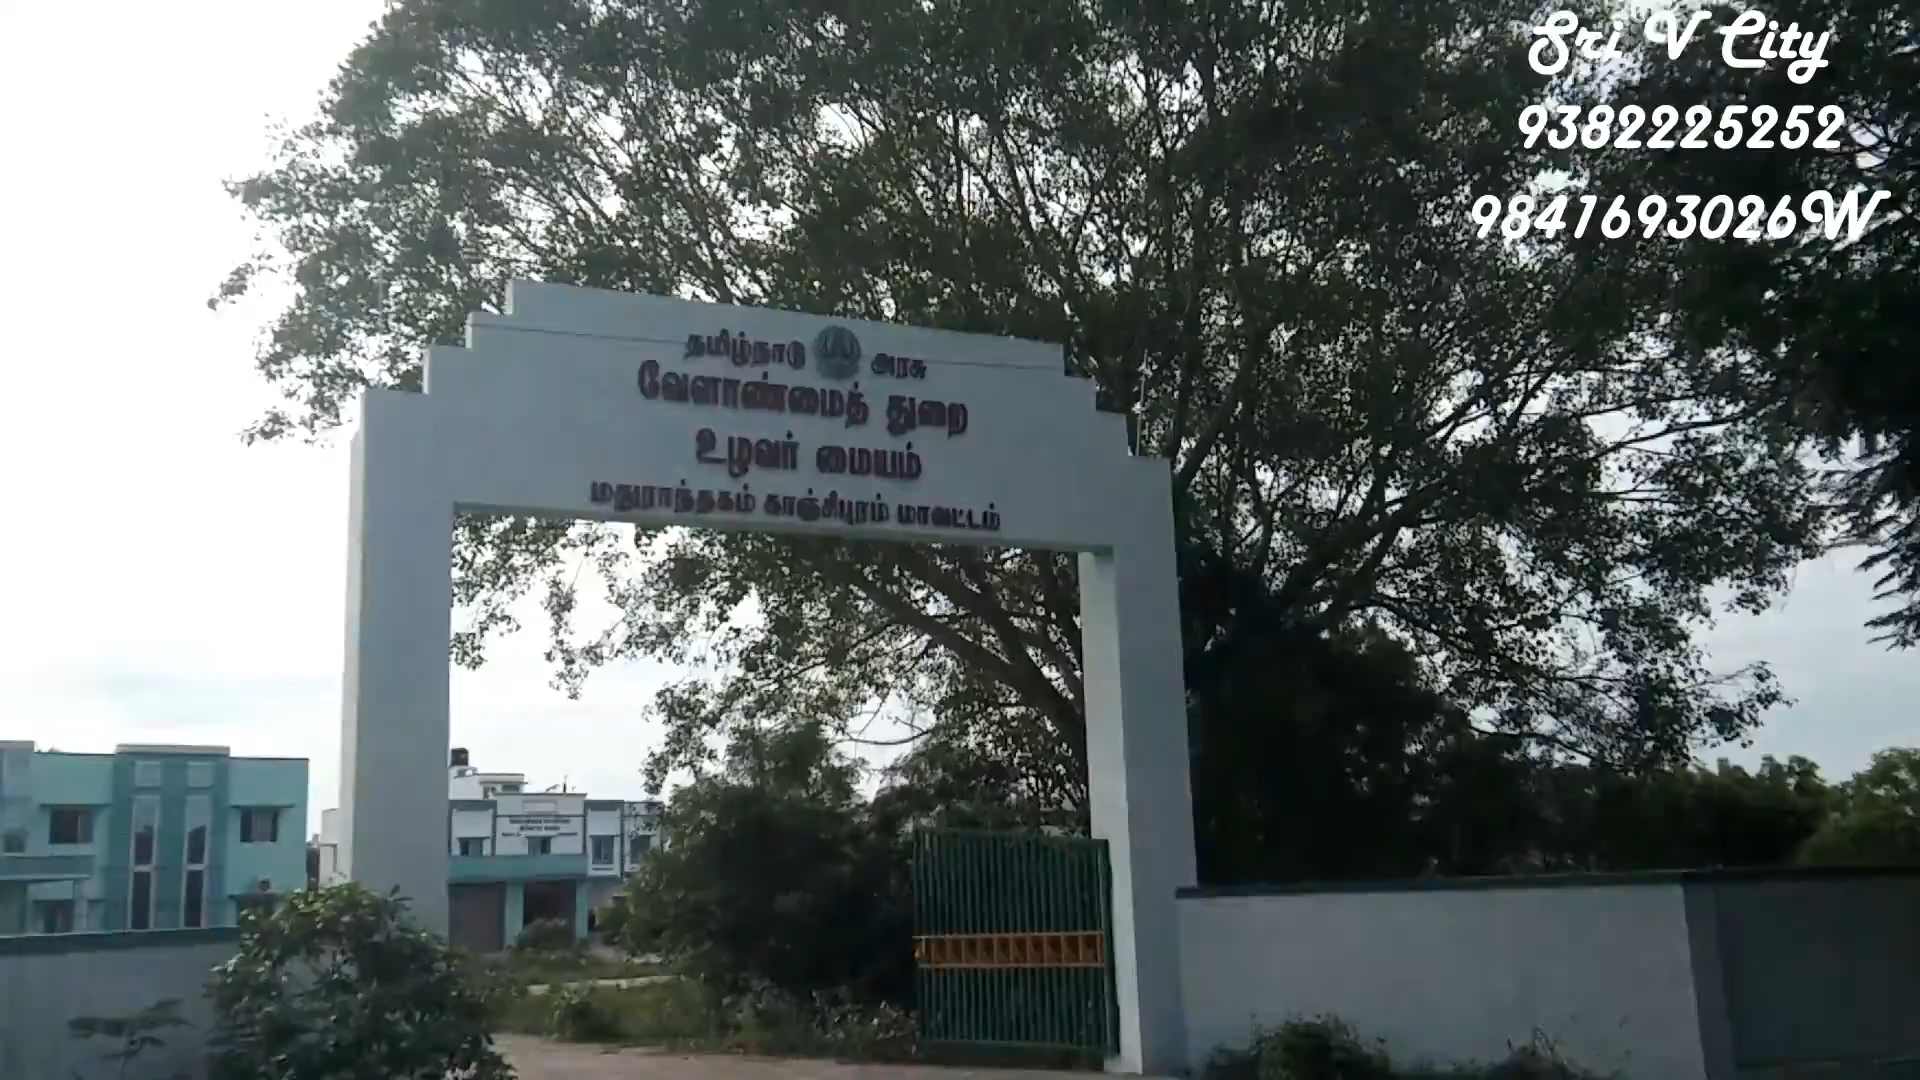 Sri V City
9382225252
9841693026W
தமிழ்நாடு அரசு
வேளாண்மைத் துறை
உழவர் மையம்
மதுராந்தகம் காஞ்சிபுரம் மாவட்டம்